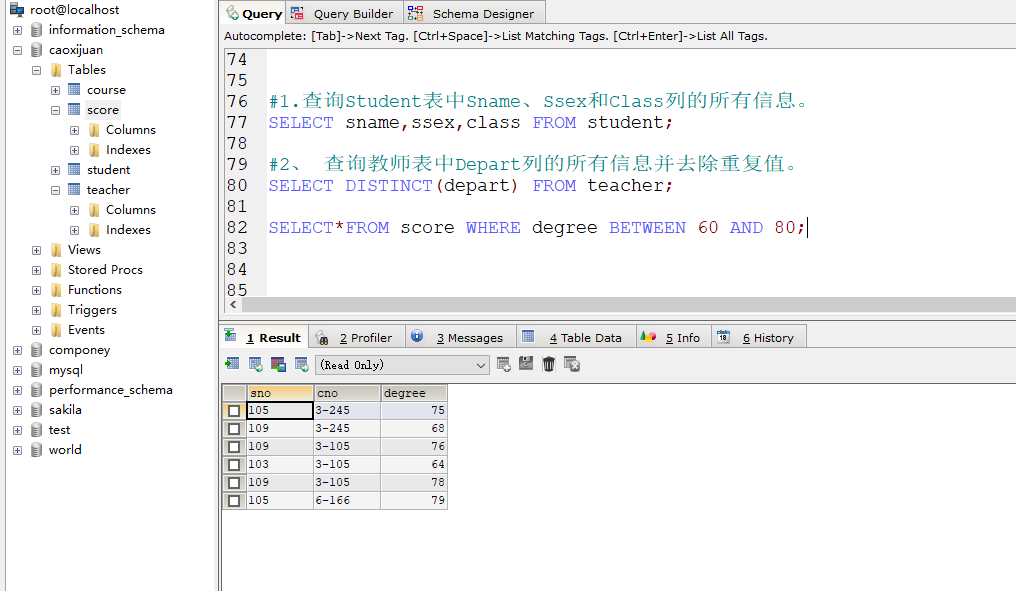 root@localhost
information_schema
caoxijuan
Tables
course
score
Columns
Indexes
student
teacher
Columns
Indexes
Views
Stored Procs
Functions
Triggers
Events
componey
mysql
performance_schema
sakila
test
world
Query Query Builder Schema Designer
Autocomplete: [Tab]->Next Tag. [Ctrl+Space]->List Matching Tags. [Ctrl+Enter]->List All Tags.
74
75
76 #1.查询Student表中Sname、Ssex和Class列的所有信息。
77 SELECT sname,ssex,class FROM student;
78
79 #2、 查询教师表中Depart列的所有信息并去除重复值。
80 SELECT DISTINCT(depart) FROM teacher;
81
82 SELECT*FROM score WHERE degree BETWEEN 60 AND 80;
83
84
85
1 Result 2 Profiler 3 Messages 4 Table Data 5 Info 18 6 History
(Read Only)
sno cno degree
105 3-245 75
109 3-245 68
109 3-105 76
103 3-105 64
109 3-105 78
105 6-166 79